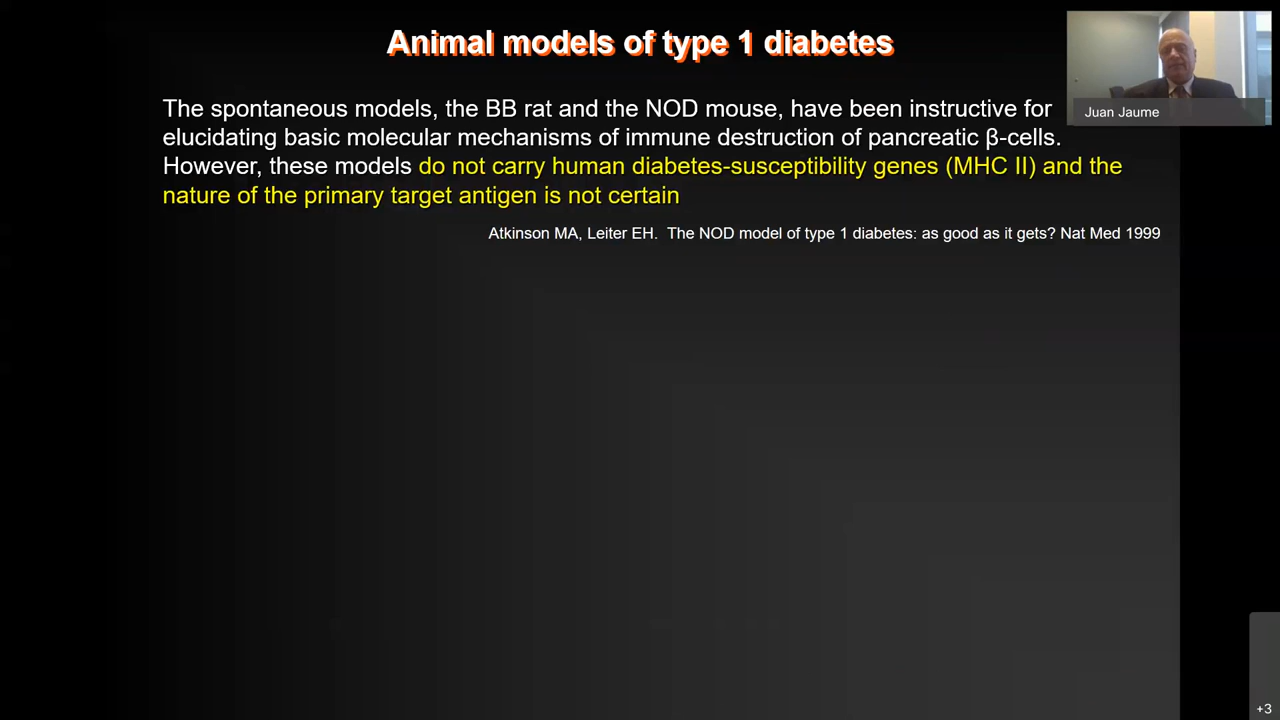 Animal models of type 1 diabetes
Juan Jaume
The spontaneous models, the BB rat and the NOD mouse, have been instructive for
elucidating basic molecular mechanisms of immune destruction of pancreatic β-cells.
However, these models do not carry human diabetes-susceptibility genes (MHC II) and the
nature of the primary target antigen is not certain
Atkinson MA, Leiter EH. The NOD model of type 1 diabetes: as good as it gets? Nat Med 1999
+3